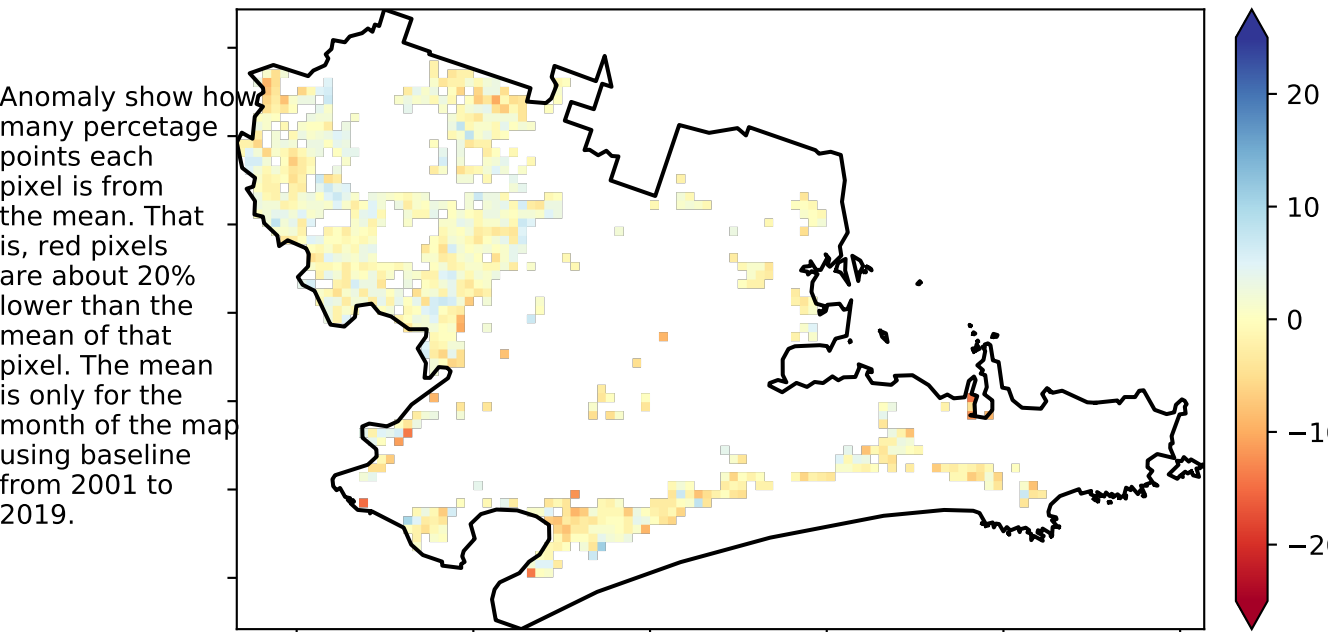 Anomaly show how
many percetage
points each
pixel is from
the mean. That
is, red pixels
are about 20%
lower than the
mean of that
pixel. The mean
is only for the
month of the map
using baseline
from 2001 to
2019.
20
10
0
−10
−20